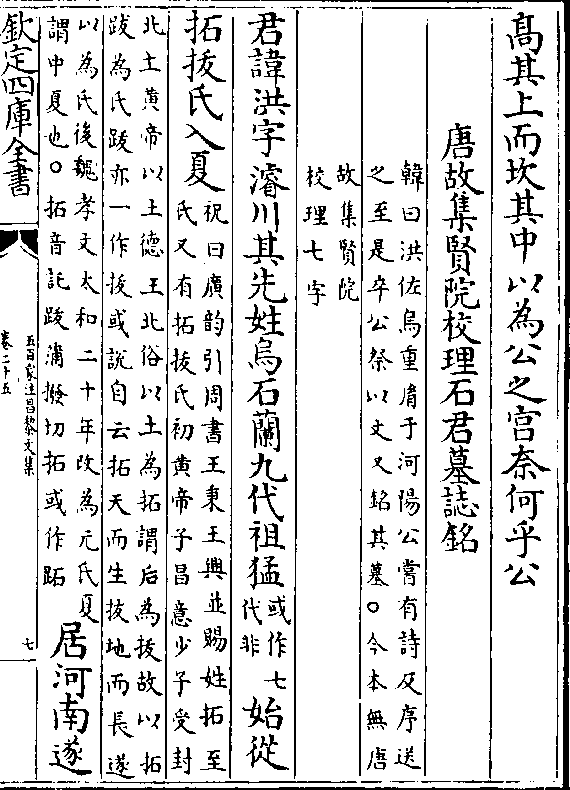 髙其上而坎其中以為公之宫奈何乎公
唐故集賢院校理石君墓誌銘
韓曰洪佐烏重胤于河陽公嘗有詩及序送
之至是卒公祭以文又銘其墓○今本無唐
故集賢院
校理七字
君諱洪字濬川其先姓烏石蘭九代祖猛
或作七
代非
始從
拓拔氏入夏
祝曰廣韵引周書王秉王興並賜姓拓至
氏又有拓拔氏初黄帝子昌意少子受封
北土黄帝以土德王北俗以土為拓謂后為拔故以拓
跋為氏跋亦一作拔或説自云拓天而生拔地而長遂
以為氏後魏孝文太和二十年改為元氏夏
謂中夏也○拓音託跋蒲撥切拓或作跖
居河南遂
欽定四庫全書
五百家注昌黎文集
卷二十五
七